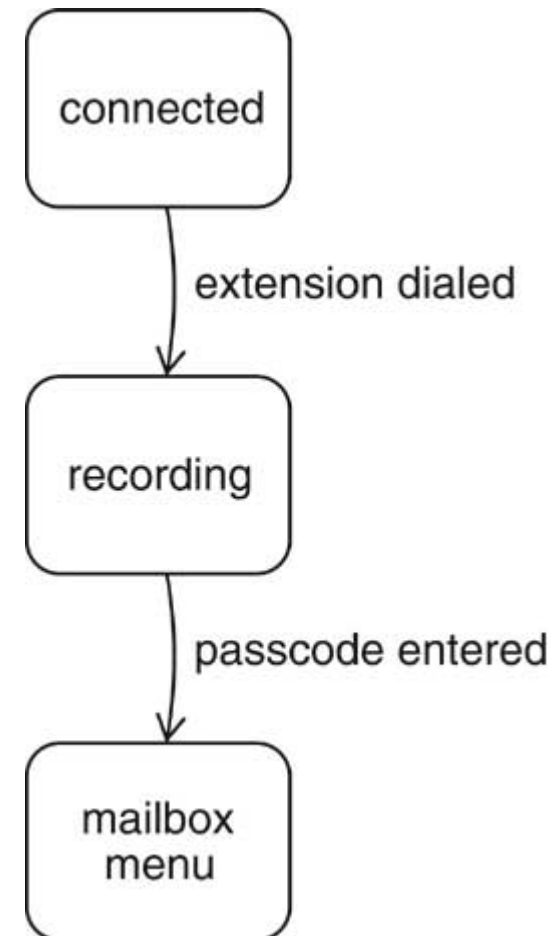 connected
extension dialed
recording
passcode entered
mailbox
menu